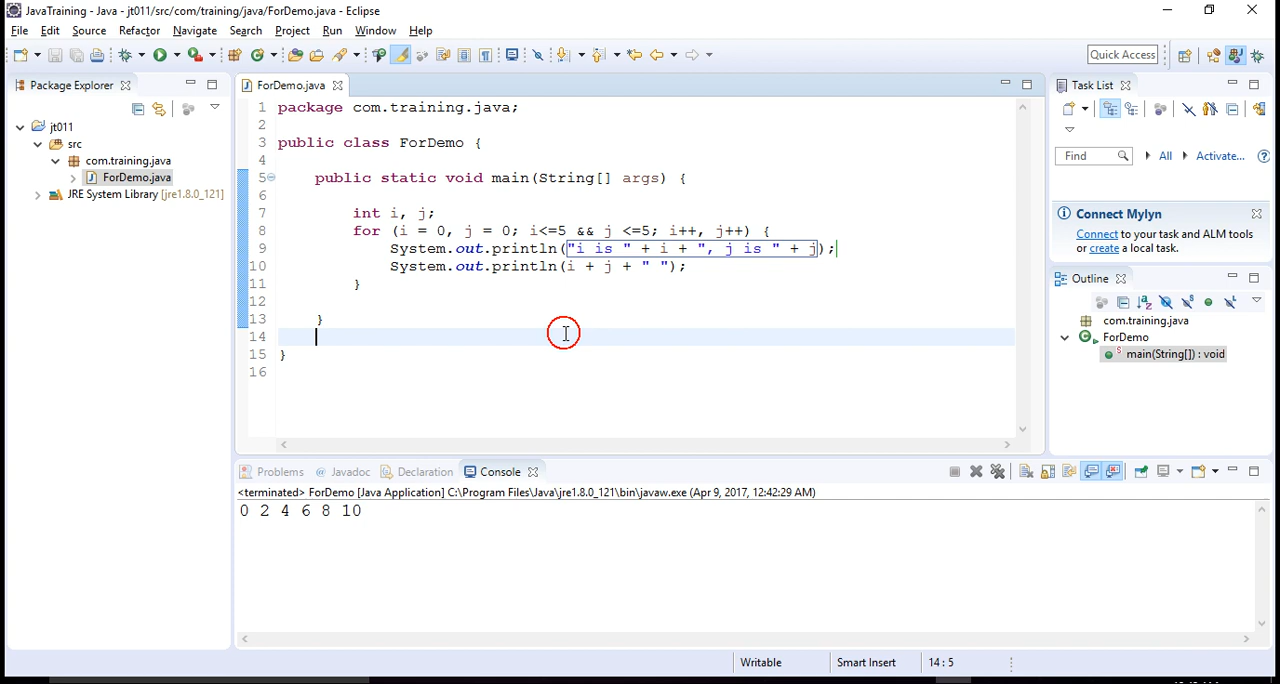 JavaTraining - Java - jt011/src/com/training/java/ForDemo.java - Eclipse
File Edit Source Refactor Navigate Search Project Run Window Help
Quick Access
Package Explorer
ForDemo.java
Task List
jt011
src
com.training.java
ForDemo.java
JRE System Library [jre1.8.0_121]
1 package com.training.java;
2
3 public class ForDemo {
4
5 public static void main(String[] args) {
6
7 int i, j;
8 for (i = 0, j = 0; i<=5 && j <=5; i++, j++) {
9 System.out.println("i is " + i + ", j is " + j);
10 System.out.println(i + j + " ");
11 }
12
13 }
14
15 }
16
Find
All
Activate...
Connect Mylyn
Connect to your task and ALM tools
or create a local task.
Outline
com.training.java
ForDemo
main(String[]) : void
Problems @ Javadoc Declaration Console
<terminated> ForDemo [Java Application] C:\Program Files\Java\jre1.8.0_121\bin\javaw.exe (Apr 9, 2017, 12:42:29 AM)
0 2 4 6 8 10
Writable Smart Insert 14 : 5